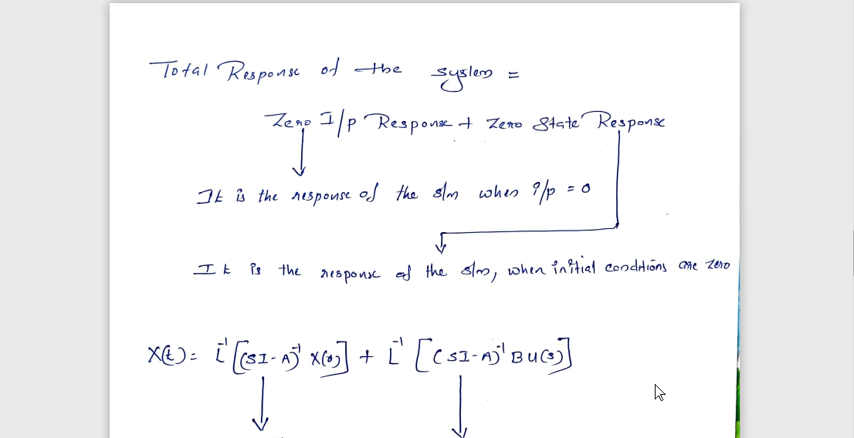 Total Response of the system =
Zero I/p Response + Zero State Response
It is the response of the s/m when i/p = 0
It is the response of the s/m, when initial conditions are zero
X(t) = L⁻¹ [(SI-A)⁻¹ X(0)] + L⁻¹ [(SI-A)⁻¹ B U(s)]